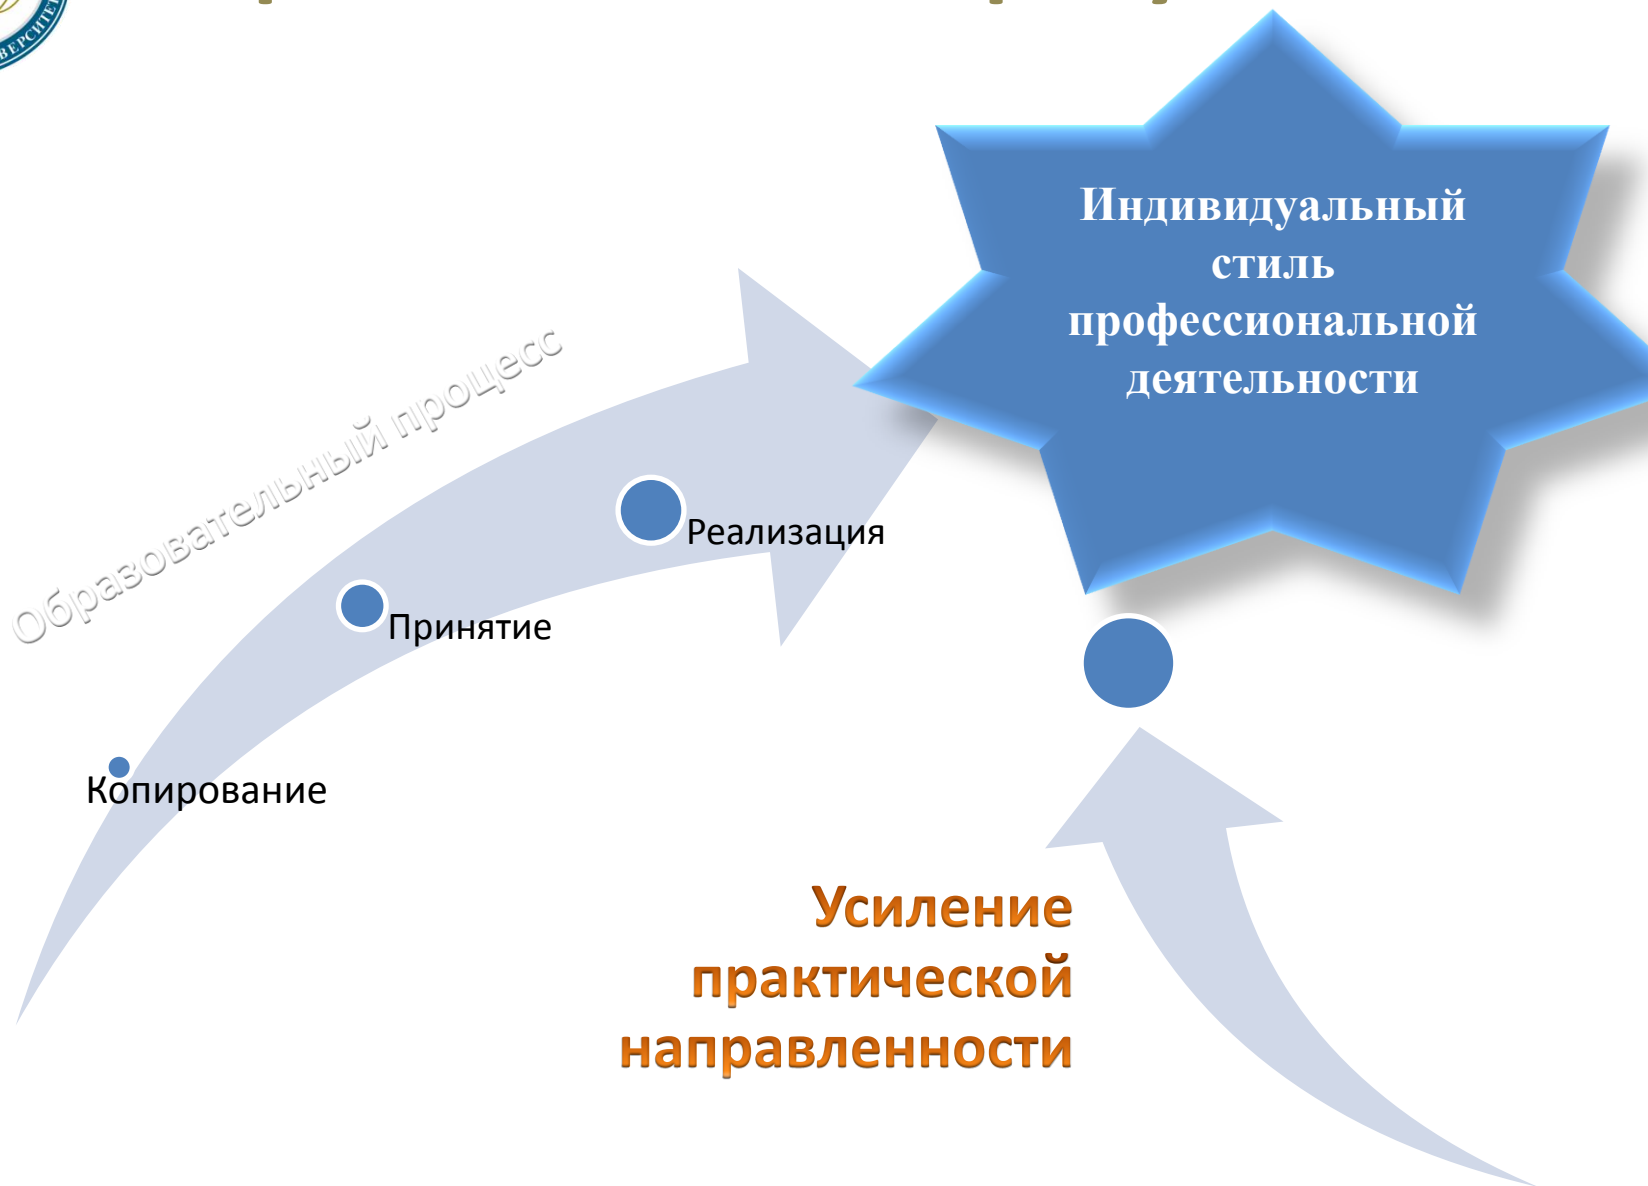 Индивидуальный
стиль
профессиональной
деятельности
Образовательный процесс
Реализация
Принятие
Копирование
Усиление
практической
направленности